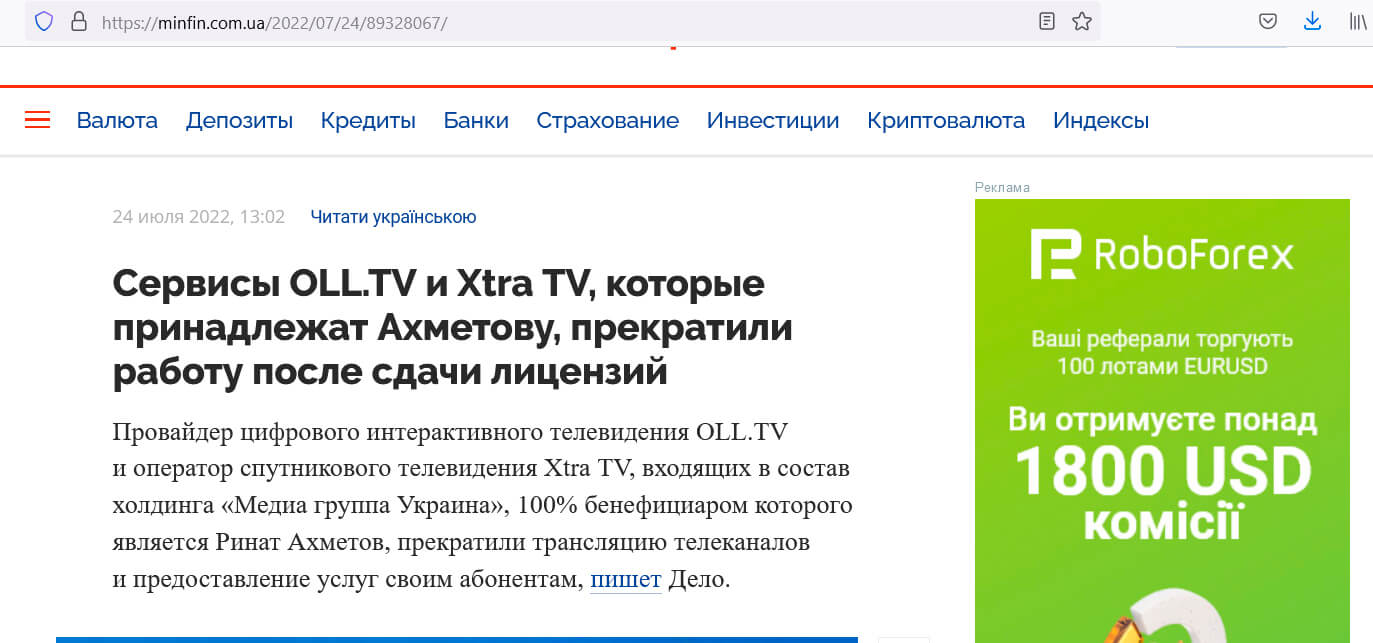 https://minfin.com.ua/2022/07/24/89328067/
Валюта Депозиты Кредиты Банки Страхование Инвестиции Криптовалюта Индексы
24 июля 2022, 13:02 Читати українською
Сервисы OLL.TV и Xtra TV, которые
принадлежат Ахметову, прекратили
работу после сдачи лицензий
Провайдер цифрового интерактивного телевидения OLL.TV
и оператор спутникового телевидения Xtra TV, входящих в состав
холдинга «Медиа группа Украина», 100% бенефициаром которого
является Ринат Ахметов, прекратили трансляцию телеканалов
и предоставление услуг своим абонентам, пишет Дело.
Реклама
RoboForex
Ваші реферали торгують
100 лотами EURUSD
Ви отримуєте понад
1800 USD
комісії